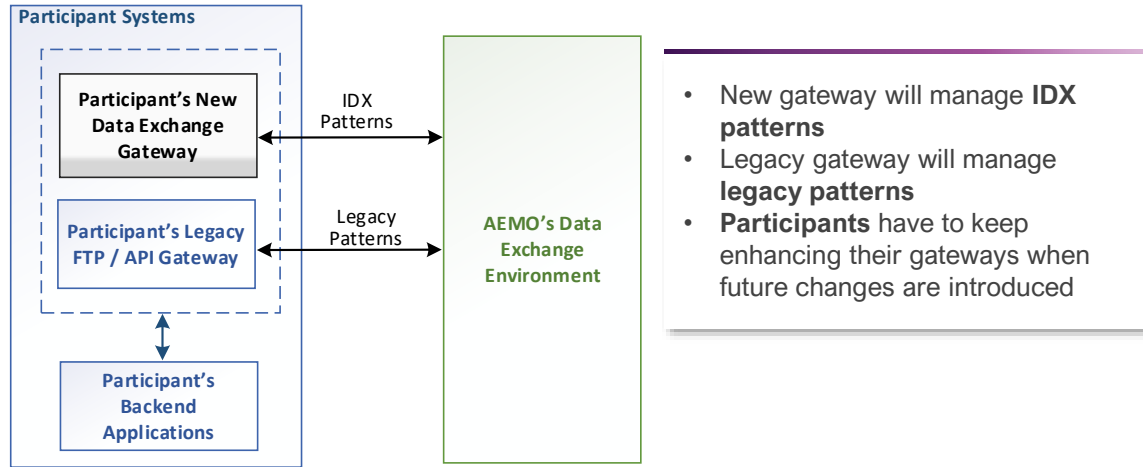 Participant Systems
Participant's New
Data Exchange
Gateway
IDX
Patterns
Participant's Legacy
FTP / API Gateway
Legacy
Patterns
AEMO's Data
Exchange
Environment
Participant's
Backend
Applications
• New gateway will manage IDX
patterns
• Legacy gateway will manage
legacy patterns
• Participants have to keep
enhancing their gateways when
future changes are introduced